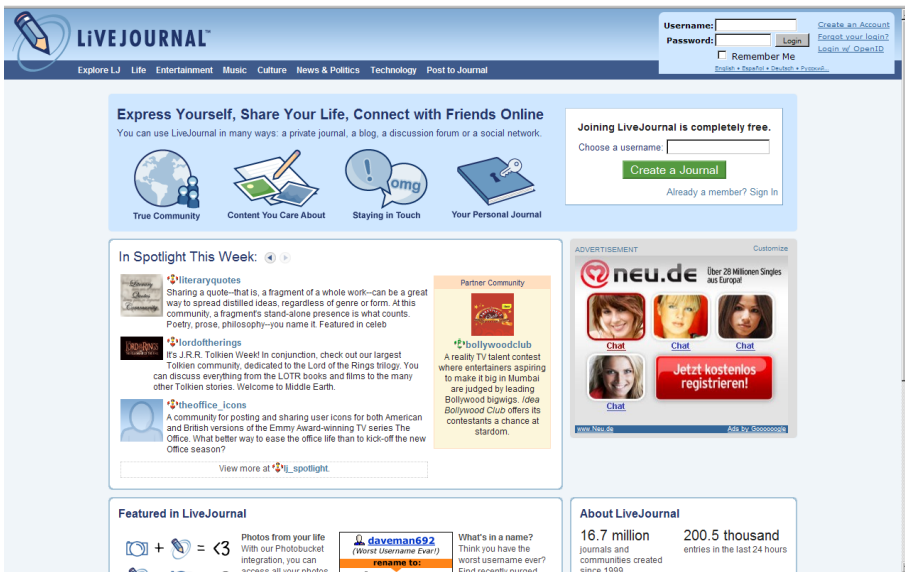 LiVEJOURNAL™
Username:
Password:
Login
Remember Me
English • Español • Deutsch • Русский...
Create an Account
Forgot your login?
Login w/ OpenID
Explore LJ Life Entertainment Music Culture News & Politics Technology Post to Journal
Express Yourself, Share Your Life, Connect with Friends Online
You can use LiveJournal in many ways: a private journal, a blog, a discussion forum or a social network.
omg
True Community
Content You Care About
Staying in Touch
Your Personal Journal
Joining LiveJournal is completely free.
Choose a username:
Create a Journal
Already a member? Sign In
In Spotlight This Week:
Literary
Quotes
Community
literaryquotes
Sharing a quote--that is, a fragment of a whole work--can be a great
way to spread distilled ideas, regardless of genre or form. At this
community, a fragment's stand-alone presence is what counts.
Poetry, prose, philosophy--you name it. Featured in celeb
lordoftherings
It's J.R.R. Tolkien Week! In conjunction, check out our largest
Tolkien community, dedicated to the Lord of the Rings trilogy. You
can discuss everything from the LOTR books and films to the many
other Tolkien stories. Welcome to Middle Earth.
theoffice_icons
A community for posting and sharing user icons for both American
and British versions of the Emmy Award-winning TV series The
Office. What better way to ease the office life than to kick-off the new
Office season?
View more at lj_spotlight.
Partner Community
bollywoodclub
A reality TV talent contest
where entertainers aspiring
to make it big in Mumbai
are judged by leading
Bollywood bigwigs. Idea
Bollywood Club offers its
contestants a chance at
stardom.
ADVERTISEMENT
Customize
neu.de
Über 28 Millionen Singles
aus Europa!
Chat
Chat
Chat
Chat
Jetzt kostenlos
registrieren!
www.Neu.de
Ads by Goooooogle
Featured in LiveJournal
+ = <3
Photos from your life
With our Photobucket
integration, you can
access all your photos
daveman692
(Worst Username Ever!)
rename to:
What's in a name?
Think you have the
worst username ever?
Find recently purged
About LiveJournal
16.7 million
journals and
communities created
since 1999
200.5 thousand
entries in the last 24 hours